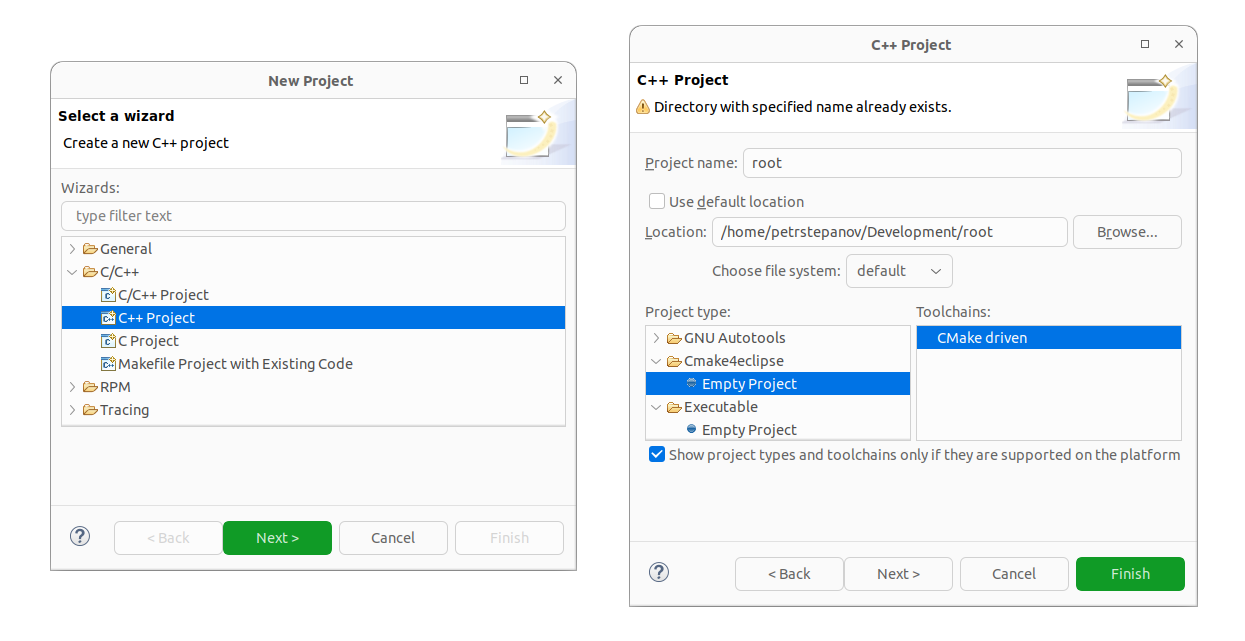 New Project
Select a wizard
Create a new C++ project
Wizards:
type filter text
General
C/C++
C/C++ Project
C++ Project
C Project
Makefile Project with Existing Code
RPM
Tracing
< Back
Next >
Cancel
Finish
C++ Project
C++ Project
Directory with specified name already exists.
Project name: root
Use default location
Location: /home/petrstepanov/Development/root Browse...
Choose file system: default
Project type:
GNU Autotools
Cmake4eclipse
Empty Project
Executable
Empty Project
Toolchains:
CMake driven
Show project types and toolchains only if they are supported on the platform
< Back
Next >
Cancel
Finish